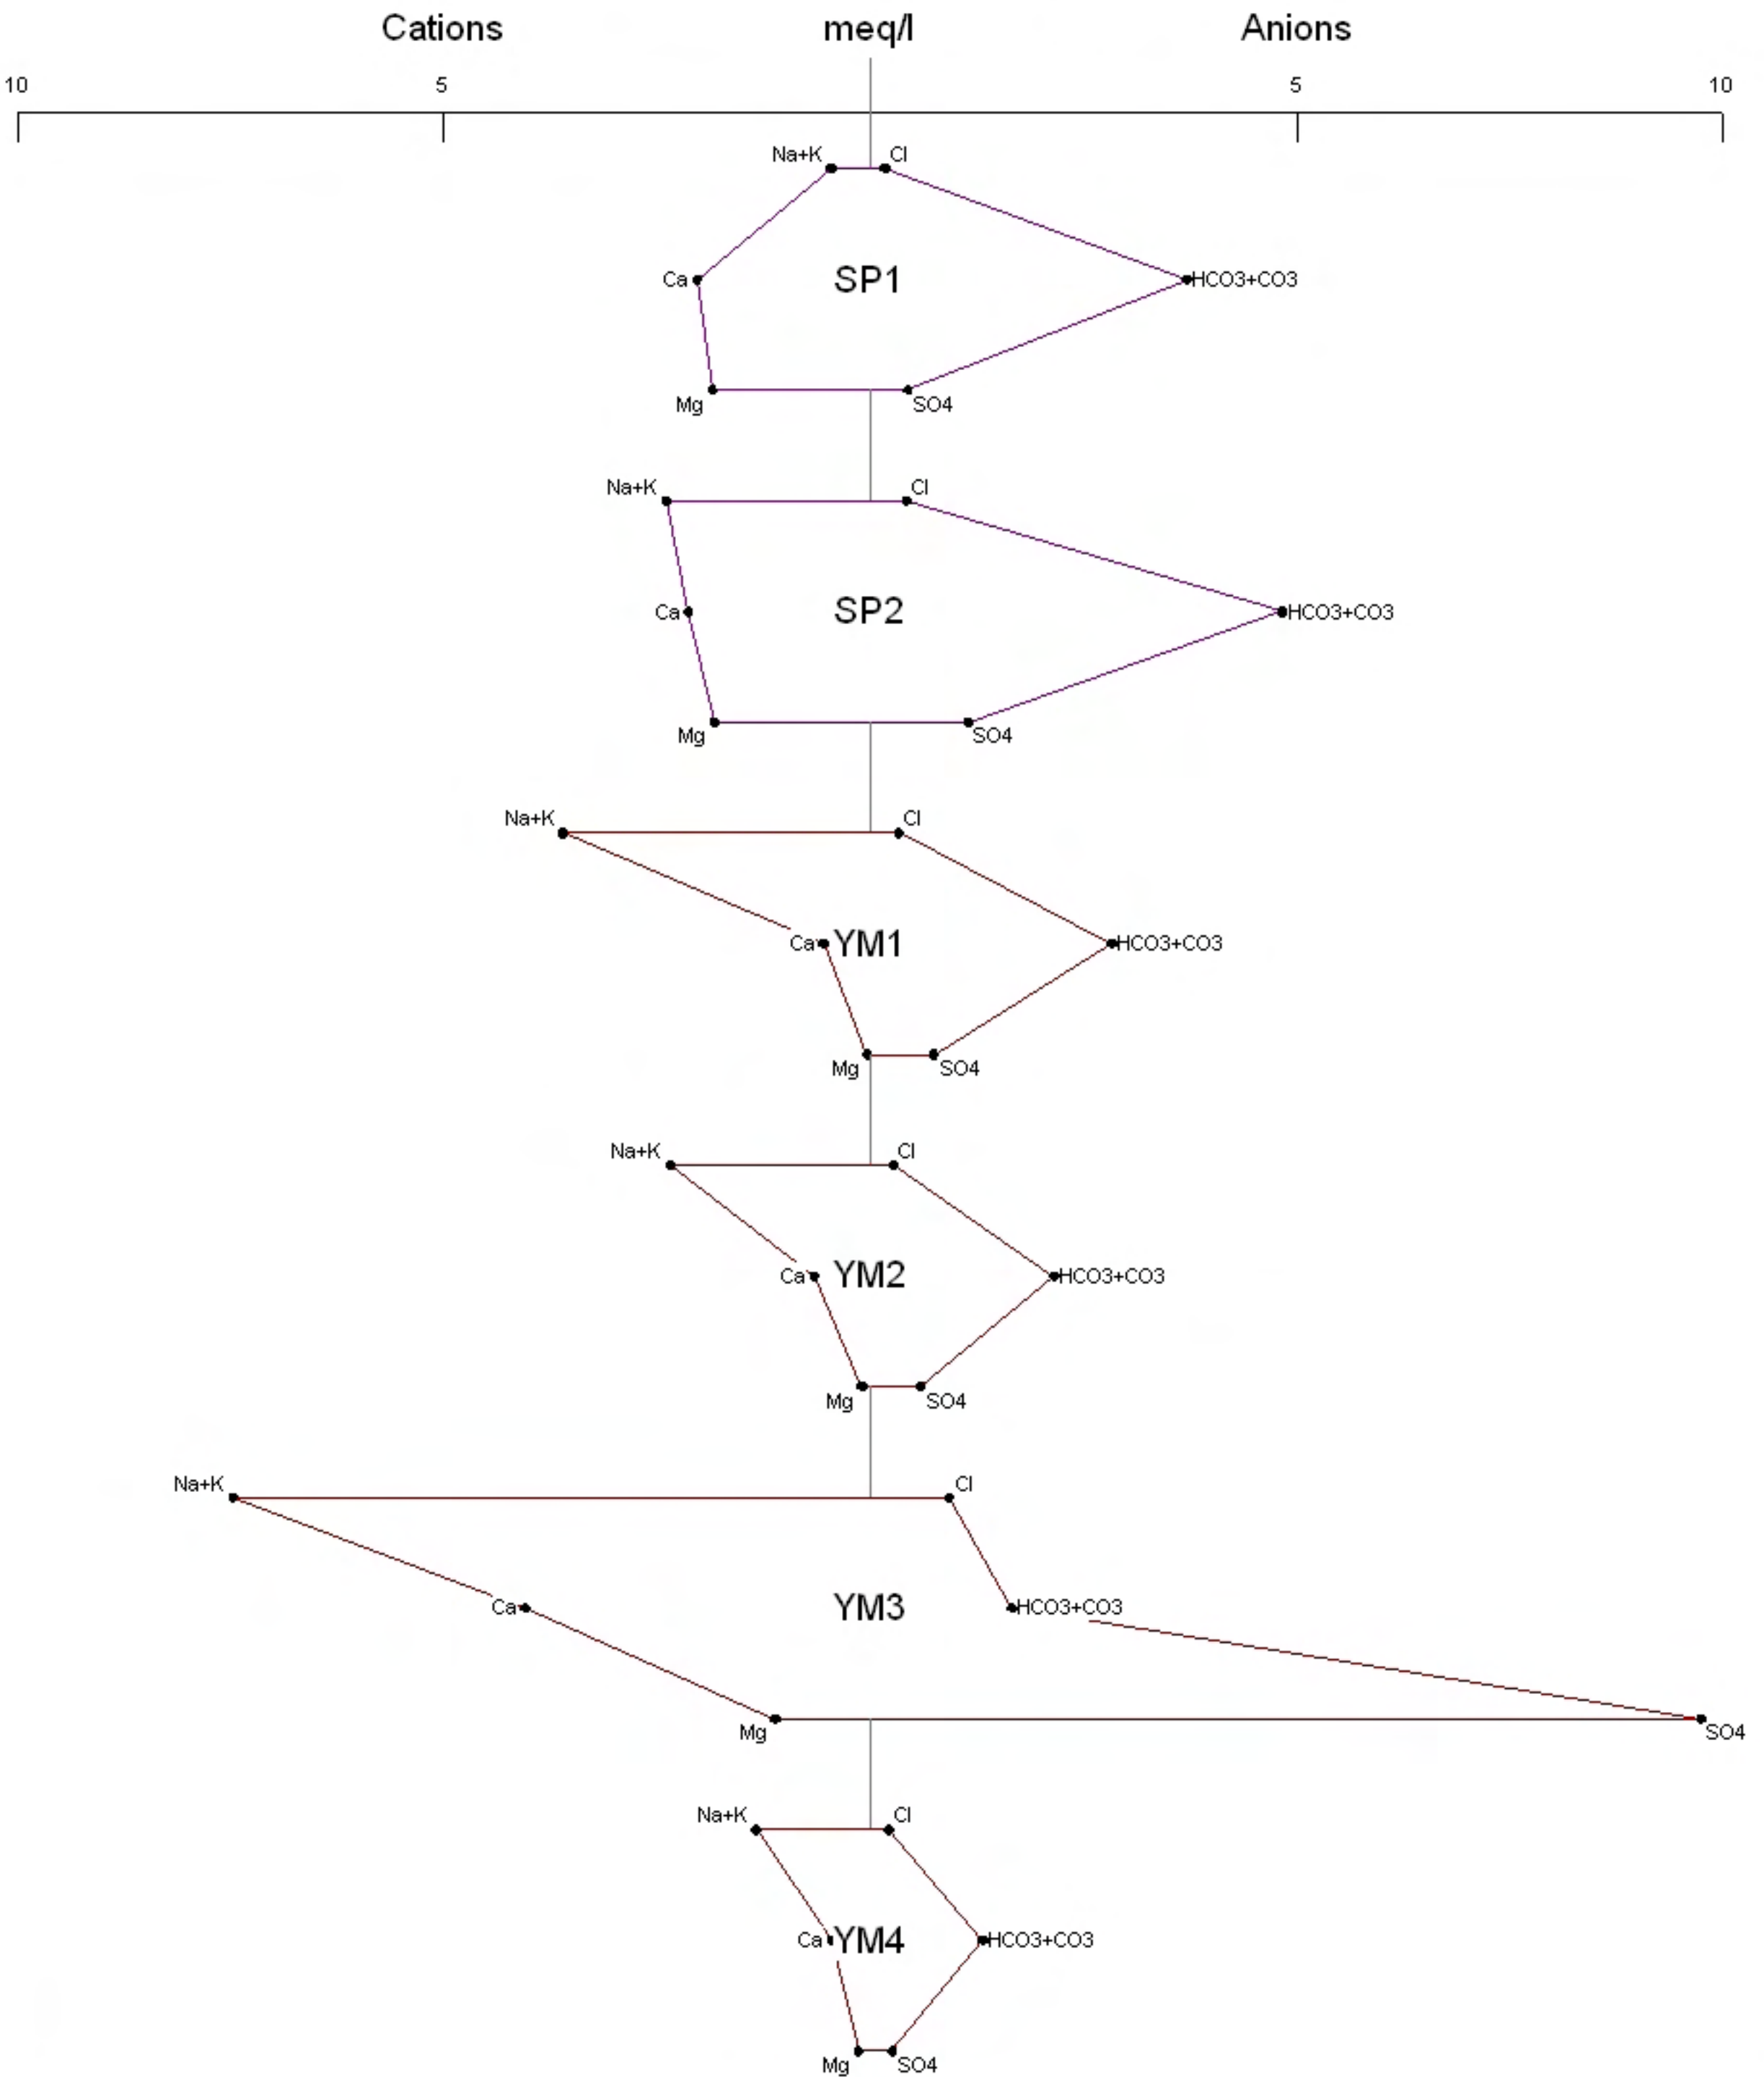 Cations meq/l Anions
10 5 5 10
Na+K Cl
Ca SP1 HCO3+CO3
Mg SO4
Na+K Cl
Ca SP2 HCO3+CO3
Mg SO4
Na+K Cl
Ca YM1 HCO3+CO3
Mg SO4
Na+K Cl
Ca YM2 HCO3+CO3
Mg SO4
Na+K Cl
Ca YM3 HCO3+CO3
Mg SO4
Na+K Cl
Ca YM4 HCO3+CO3
Mg SO4